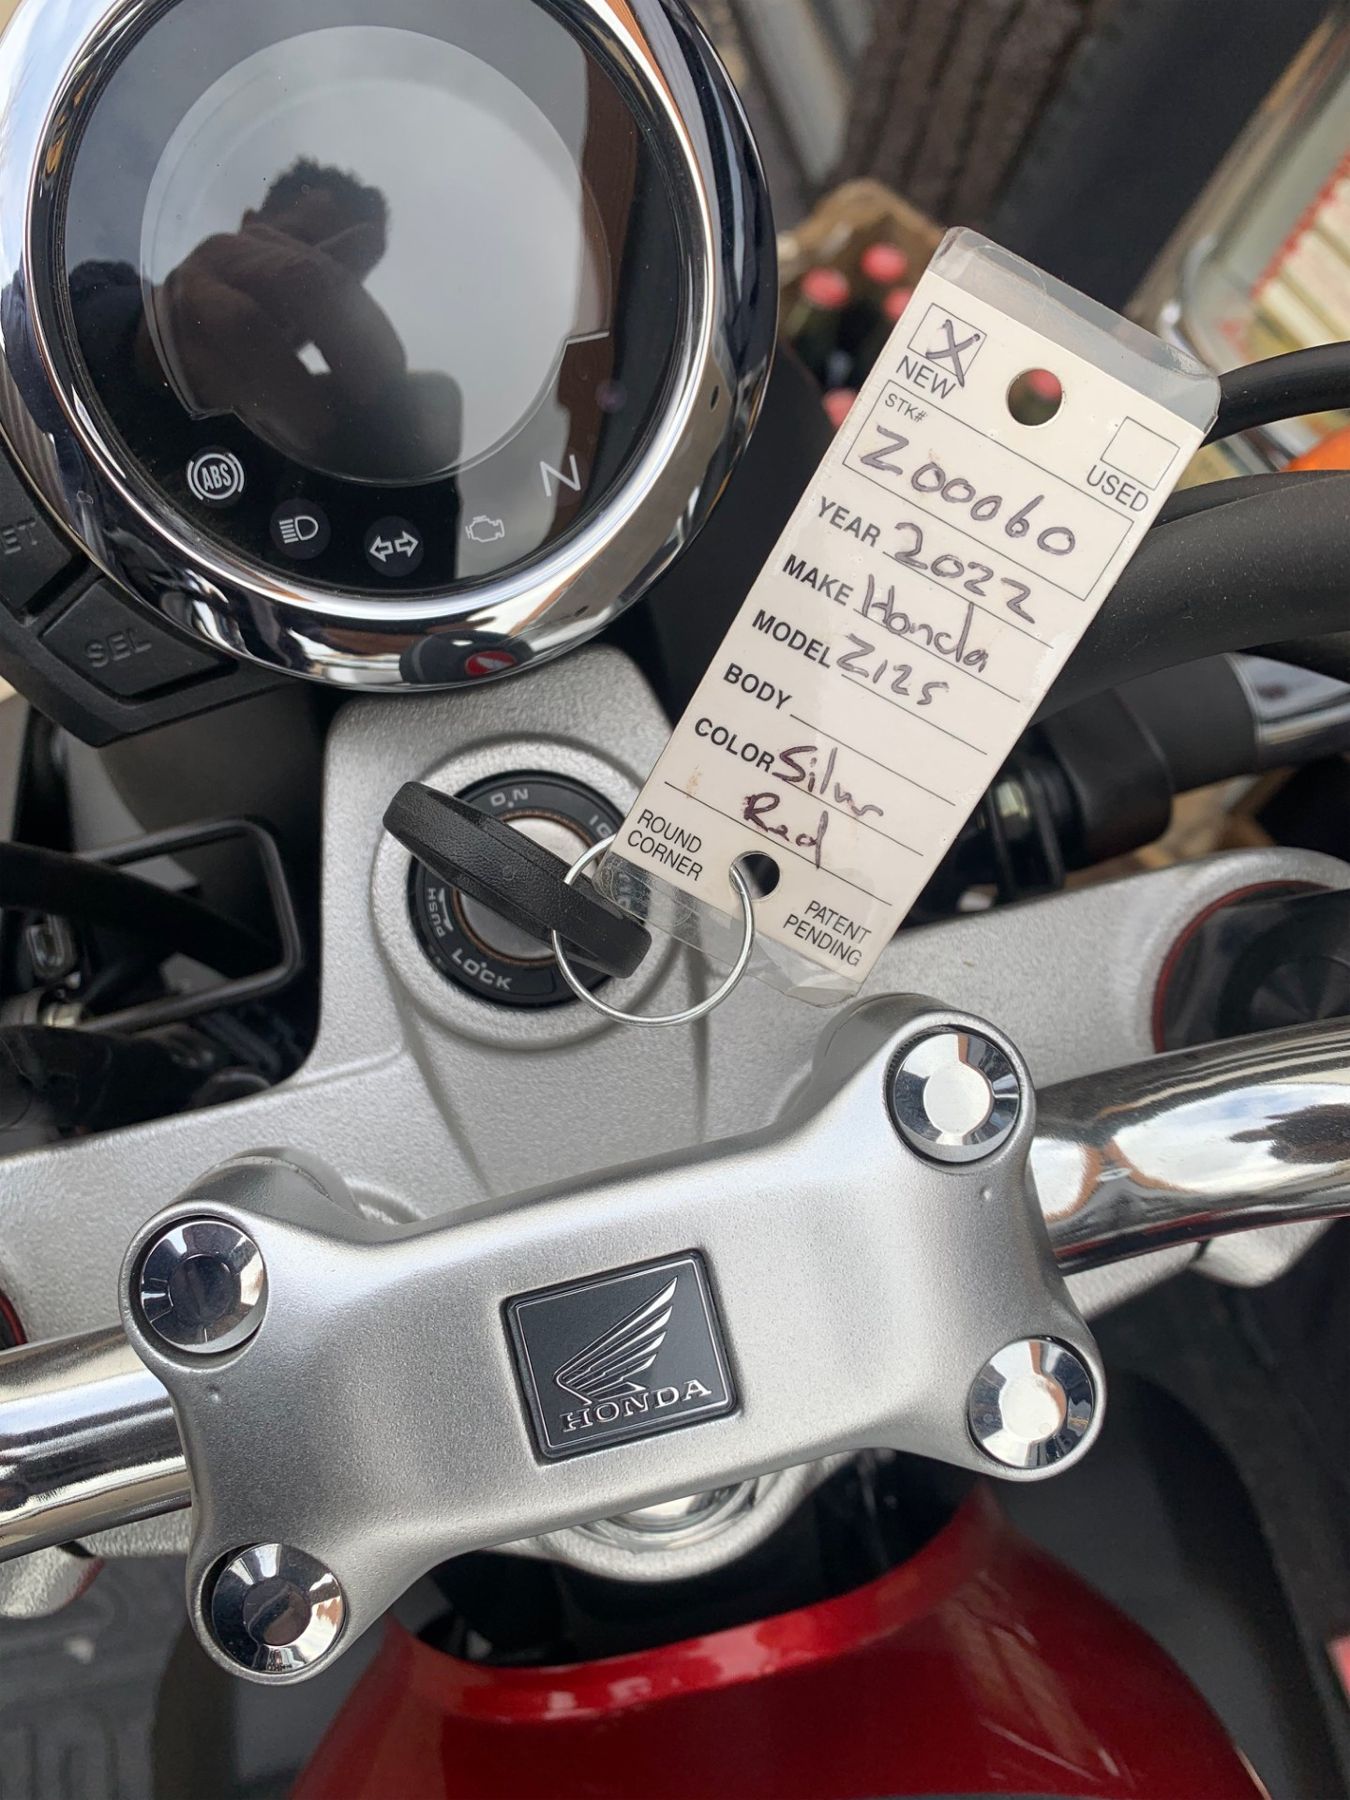 ABS
N
SEL
X
NEW
USED
STK#
Z00060
YEAR 2022
MAKE Honda
MODEL Z125
BODY
COLOR Silver
Red
ROUND
CORNER
PATENT
PENDING
ON
PUSH
LOCK
HONDA